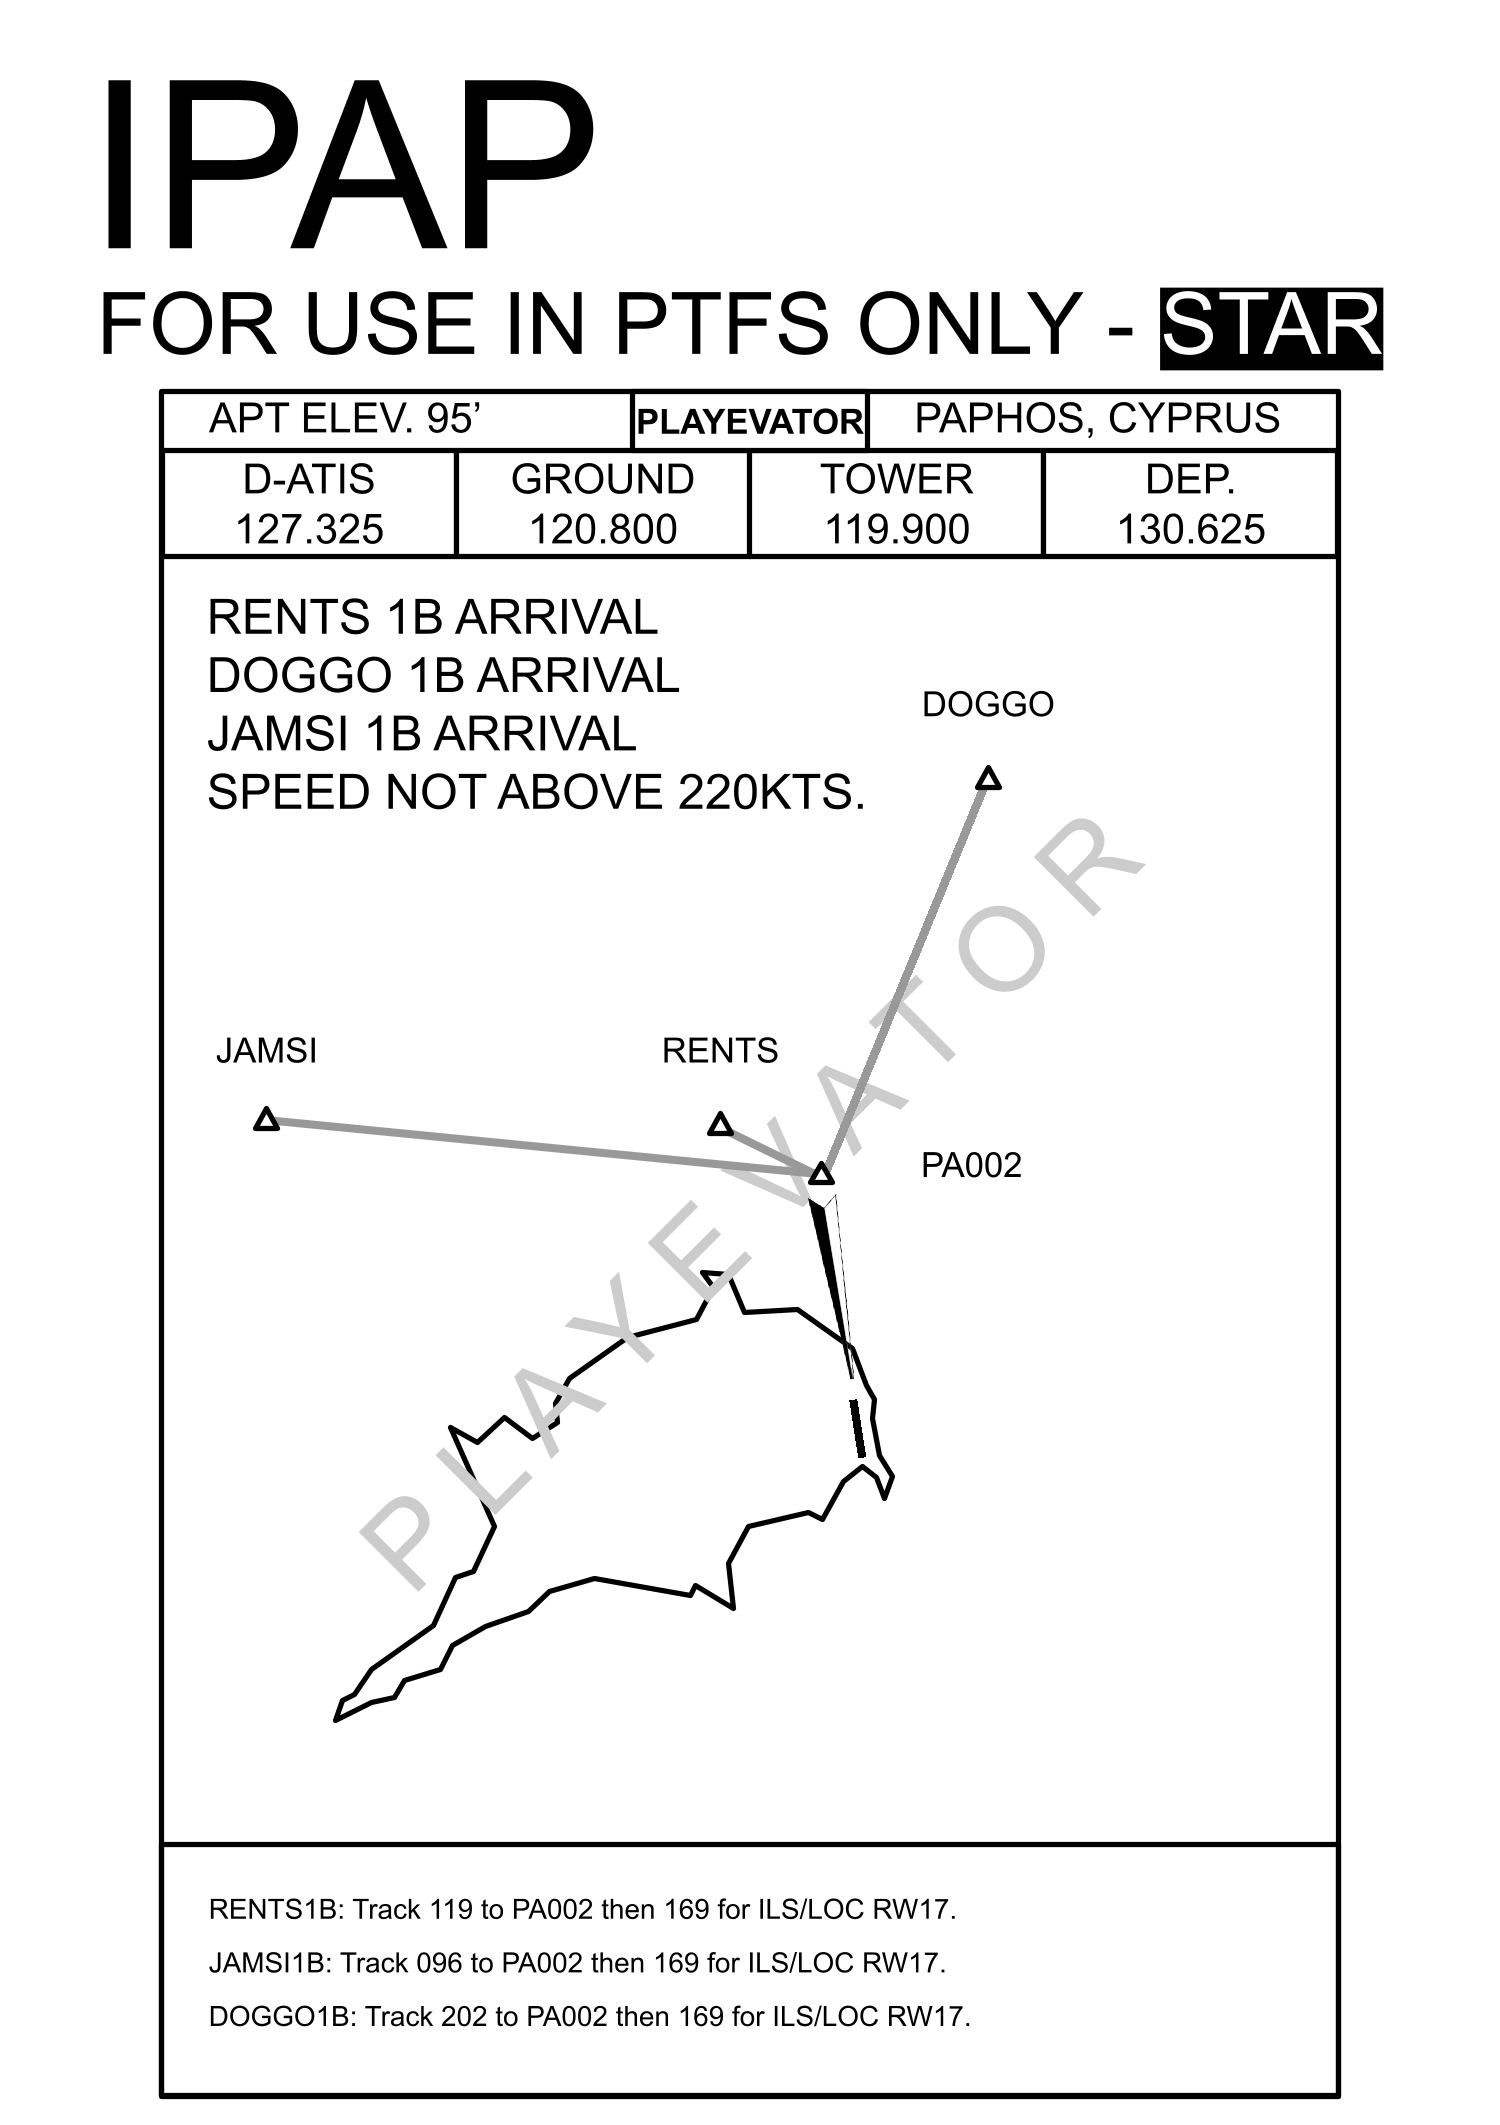 IPAP
FOR USE IN PTFS ONLY - STAR
APT ELEV. 95’
PLAYEVATOR
PAPHOS, CYPRUS
D-ATIS
127.325
GROUND
120.800
TOWER
119.900
DEP.
130.625
RENTS 1B ARRIVAL
DOGGO 1B ARRIVAL
JAMSI 1B ARRIVAL
SPEED NOT ABOVE 220KTS.
DOGGO
JAMSI
RENTS
PA002
PLAYEVATOR
RENTS1B: Track 119 to PA002 then 169 for ILS/LOC RW17.
JAMSI1B: Track 096 to PA002 then 169 for ILS/LOC RW17.
DOGGO1B: Track 202 to PA002 then 169 for ILS/LOC RW17.